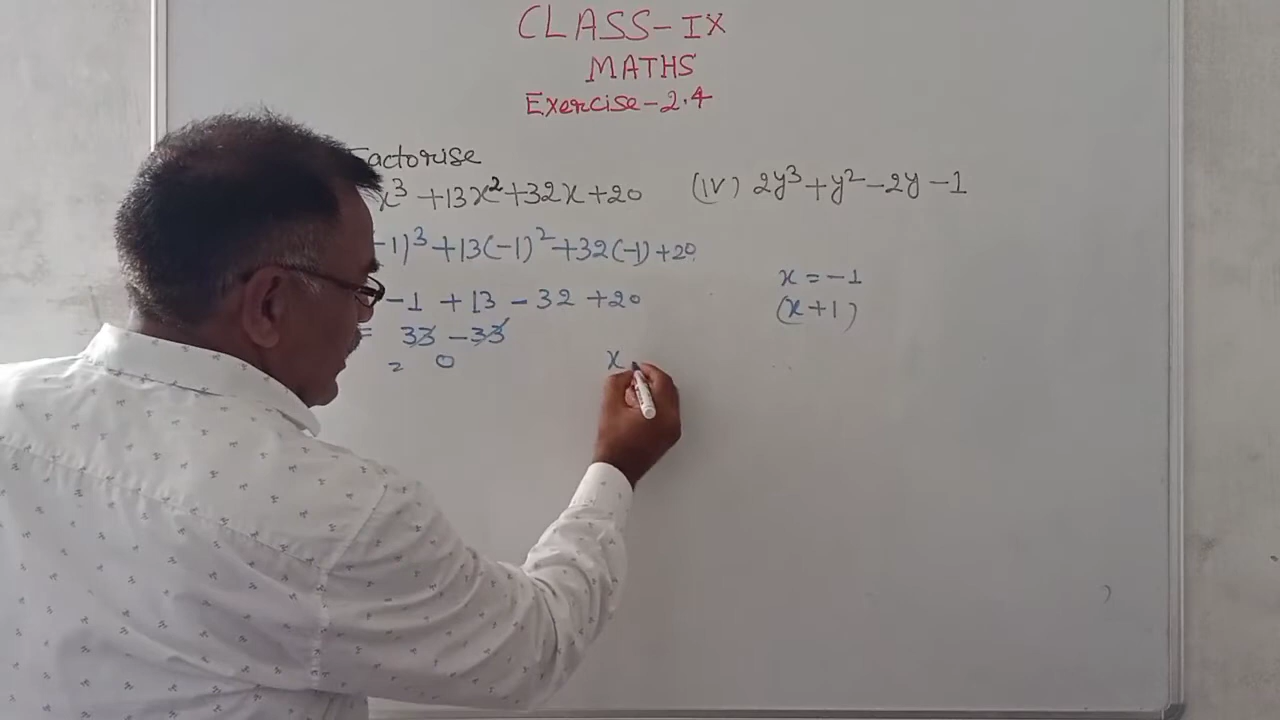 CLASS-IX
MATHS
Exercise-2.4
Factorise
x³ +13x²+32x+20
(iv) 2y³+y²-2y-1
-1)³+13(-1)²+32(-1)+20
x = -1
-1 +13 -32 +20
(x+1)
= 33 -33
= 0
x